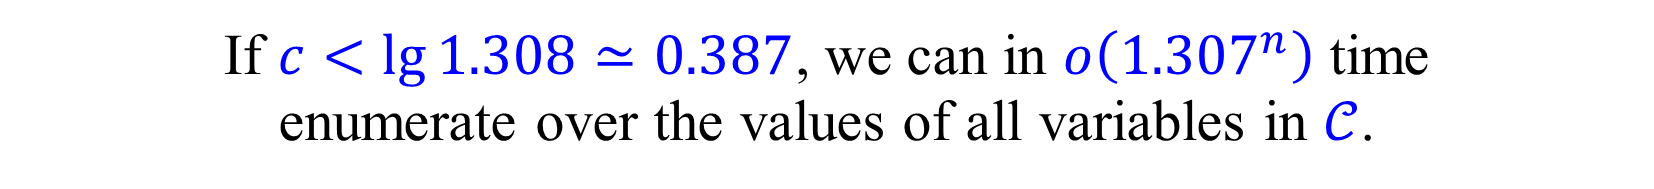 If c < lg 1.308 ≃ 0.387, we can in o(1.307ⁿ) time
enumerate over the values of all variables in 𝒞.